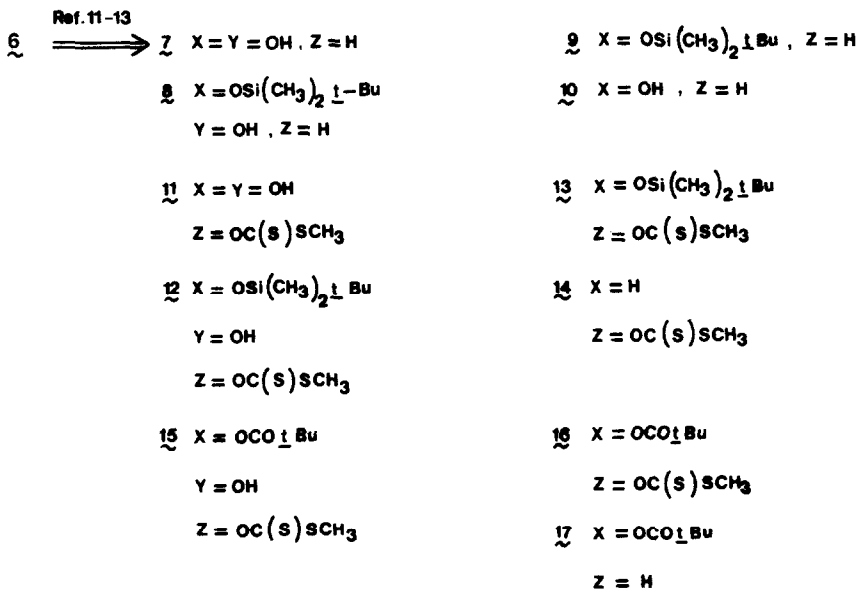 Ref. 11-13
6 ⟹ 7 X = Y = OH , Z = H
8 X = OSi(CH3)2 t-Bu
Y = OH , Z = H
11 X = Y = OH
Z = OC(S)SCH3
12 X = OSi(CH3)2 t Bu
Y = OH
Z = OC(S)SCH3
15 X = OCO t Bu
Y = OH
Z = OC(S)SCH3
9 X = OSi(CH3)2 t Bu , Z = H
10 X = OH , Z = H
13 X = OSi(CH3)2 t Bu
Z = OC(S)SCH3
14 X = H
Z = OC(S)SCH3
16 X = OCO t Bu
Z = OC(S)SCH3
17 X = OCO t Bu
Z = H